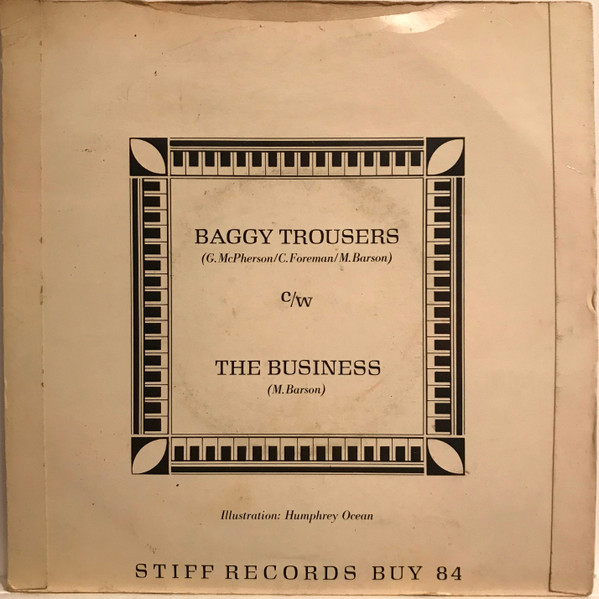 BAGGY TROUSERS
(G. McPherson/C. Foreman/M. Barson)
c/w
THE BUSINESS
(M. Barson)
Illustration: Humphrey Ocean
STIFF RECORDS BUY 84